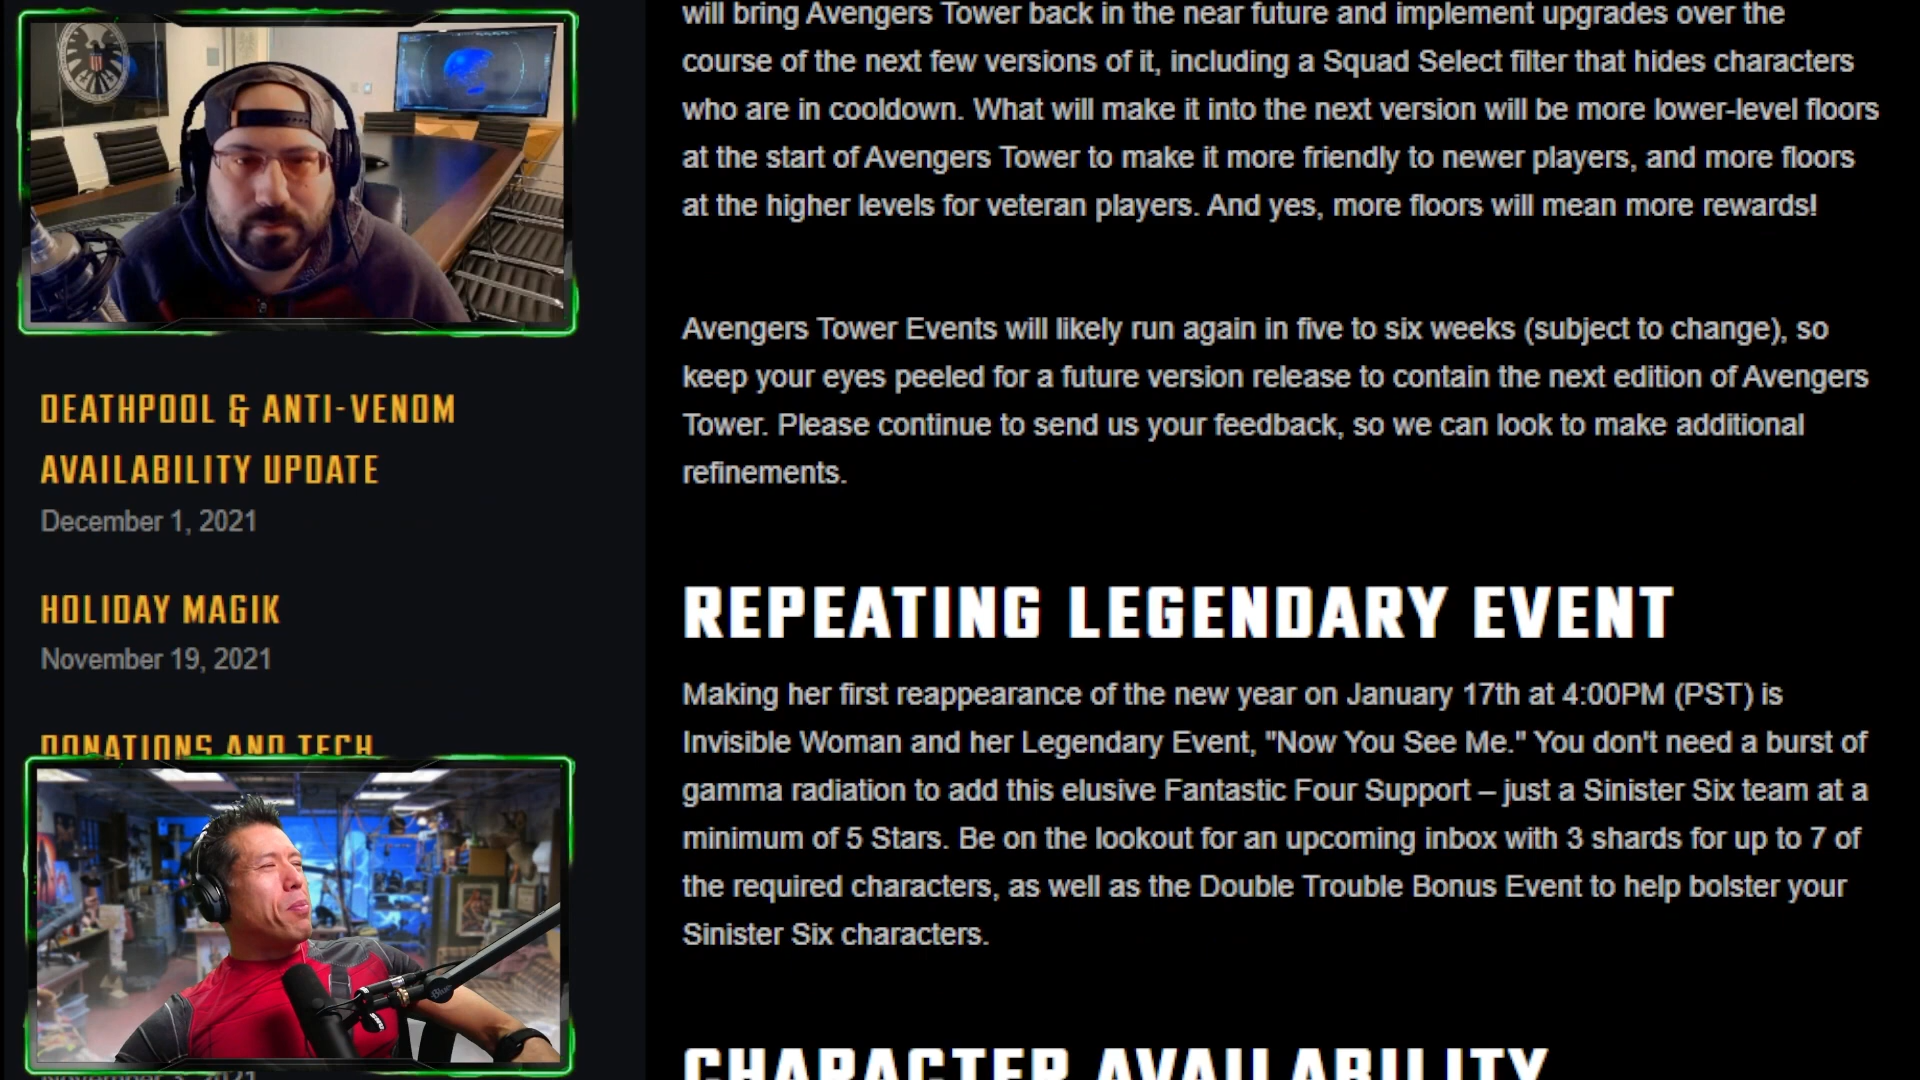 will bring Avengers Tower back in the near future and implement upgrades over the
course of the next few versions of it, including a Squad Select filter that hides characters
who are in cooldown. What will make it into the next version will be more lower-level floors
at the start of Avengers Tower to make it more friendly to newer players, and more floors
at the higher levels for veteran players. And yes, more floors will mean more rewards!
Avengers Tower Events will likely run again in five to six weeks (subject to change), so
keep your eyes peeled for a future version release to contain the next edition of Avengers
Tower. Please continue to send us your feedback, so we can look to make additional
refinements.
REPEATING LEGENDARY EVENT
Making her first reappearance of the new year on January 17th at 4:00PM (PST) is
Invisible Woman and her Legendary Event, "Now You See Me." You don't need a burst of
gamma radiation to add this elusive Fantastic Four Support – just a Sinister Six team at a
minimum of 5 Stars. Be on the lookout for an upcoming inbox with 3 shards for up to 7 of
the required characters, as well as the Double Trouble Bonus Event to help bolster your
Sinister Six characters.
CHARACTER AVAILABILITY
DEATHPOOL & ANTI-VENOM
AVAILABILITY UPDATE
December 1, 2021
HOLIDAY MAGIK
November 19, 2021
DONATIONS AND TECH
Blue